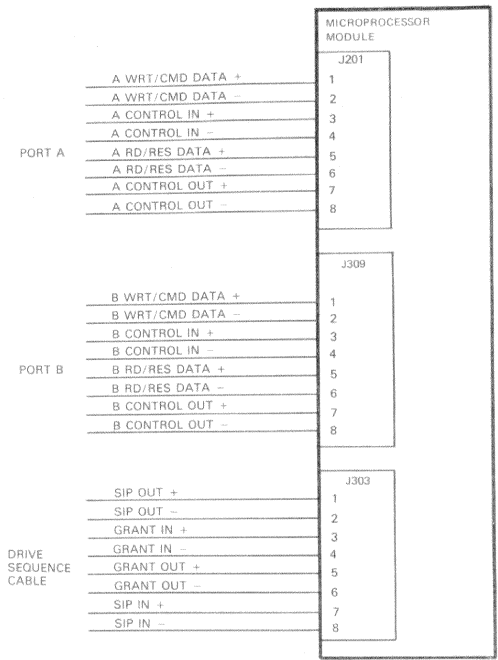 MICROPROCESSOR
MODULE
J201
A WRT/CMD DATA + 1
A WRT/CMD DATA - 2
A CONTROL IN + 3
A CONTROL IN - 4
PORT A
A RD/RES DATA + 5
A RD/RES DATA - 6
A CONTROL OUT + 7
A CONTROL OUT - 8
J309
B WRT/CMD DATA + 1
B WRT/CMD DATA - 2
B CONTROL IN + 3
B CONTROL IN - 4
PORT B
B RD/RES DATA + 5
B RD/RES DATA - 6
B CONTROL OUT + 7
B CONTROL OUT - 8
J303
SIP OUT + 1
SIP OUT - 2
GRANT IN + 3
GRANT IN - 4
DRIVE
SEQUENCE
CABLE
GRANT OUT + 5
GRANT OUT - 6
SIP IN + 7
SIP IN - 8